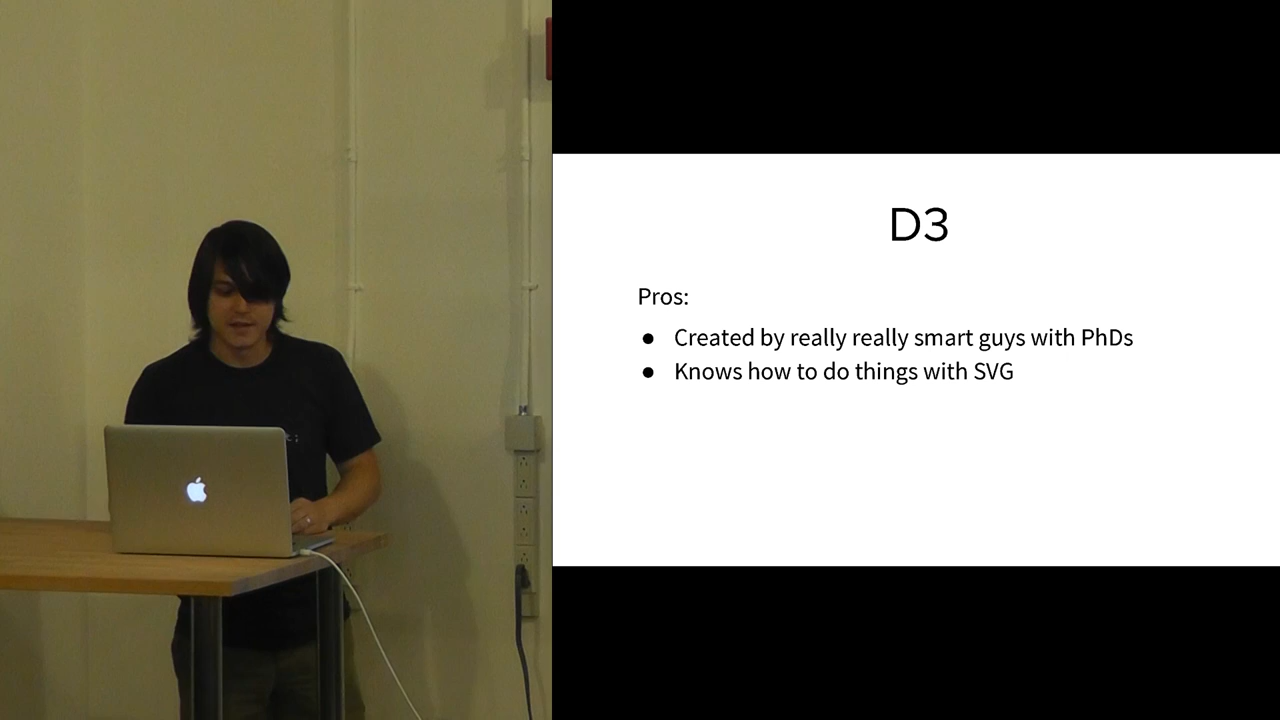 D3
Pros:
● Created by really really smart guys with PhDs
● Knows how to do things with SVG